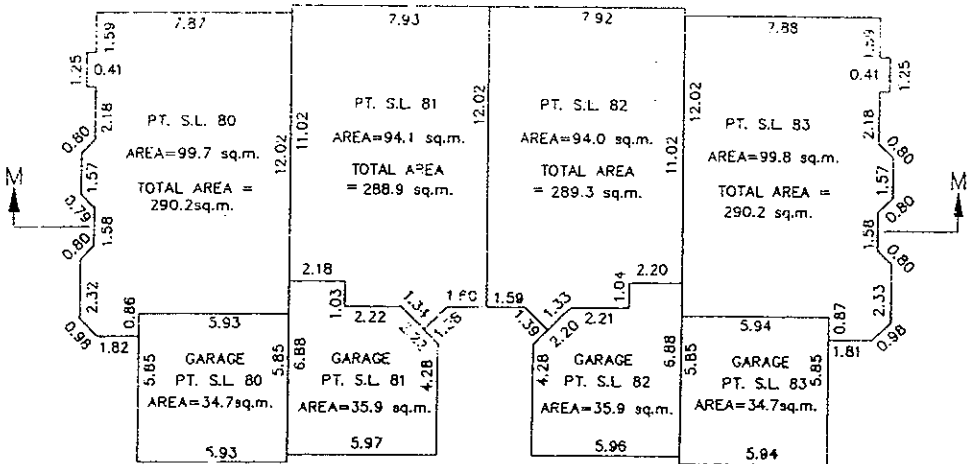 7.87
7.93
7.92
7.88
1.59
1.25
0.41
2.18
0.80
1.57
0.79
1.58
0.80
2.32
0.98
1.82
0.86
M
PT. S.L. 80
AREA=99.7 sq.m.
TOTAL AREA =
290.2sq.m.
12.02
11.02
PT. S.L. 81
AREA=94.1 sq.m.
TOTAL AREA
= 288.9 sq.m.
12.02
PT. S.L. 82
AREA=94.0 sq.m.
TOTAL AREA
= 289.3 sq.m.
11.02
12.02
PT. S.L. 83
AREA=99.8 sq.m.
TOTAL AREA =
290.2 sq.m.
1.59
1.25
0.41
2.18
0.80
1.57
0.80
1.58
0.80
2.33
0.98
1.81
0.87
M
2.18
1.03
2.22
1.34
1.60
1.59
1.39
1.33
2.20
2.21
1.04
2.20
5.93
5.85
GARAGE
PT. S.L. 80
AREA=34.7sq.m.
5.85
5.93
6.88
GARAGE
PT. S.L. 81
AREA=35.9 sq.m.
4.28
5.97
4.28
GARAGE
PT. S.L. 82
AREA=35.9 sq.m.
6.88
5.96
5.94
5.85
GARAGE
PT. S.L. 83
AREA=34.7sq.m.
5.85
5.94